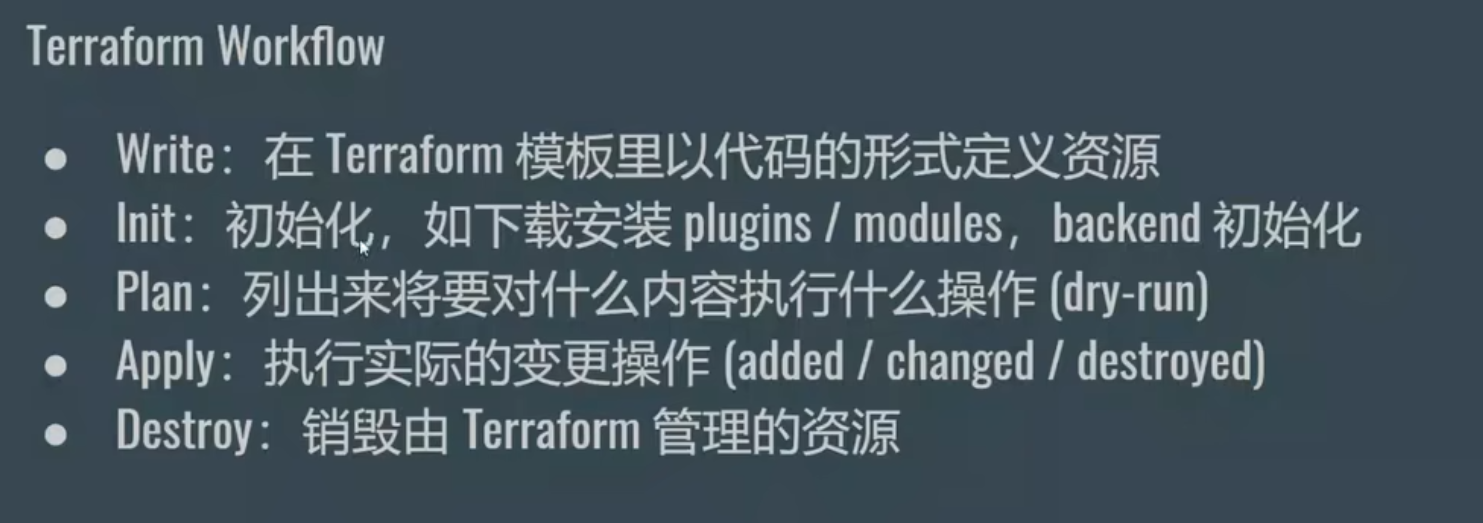 Terraform Workflow
● Write：在 Terraform 模板里以代码的形式定义资源
● Init：初始化，如下载安装 plugins / modules，backend 初始化
● Plan：列出来将要对什么内容执行什么操作 (dry-run)
● Apply：执行实际的变更操作 (added / changed / destroyed)
● Destroy：销毁由 Terraform 管理的资源